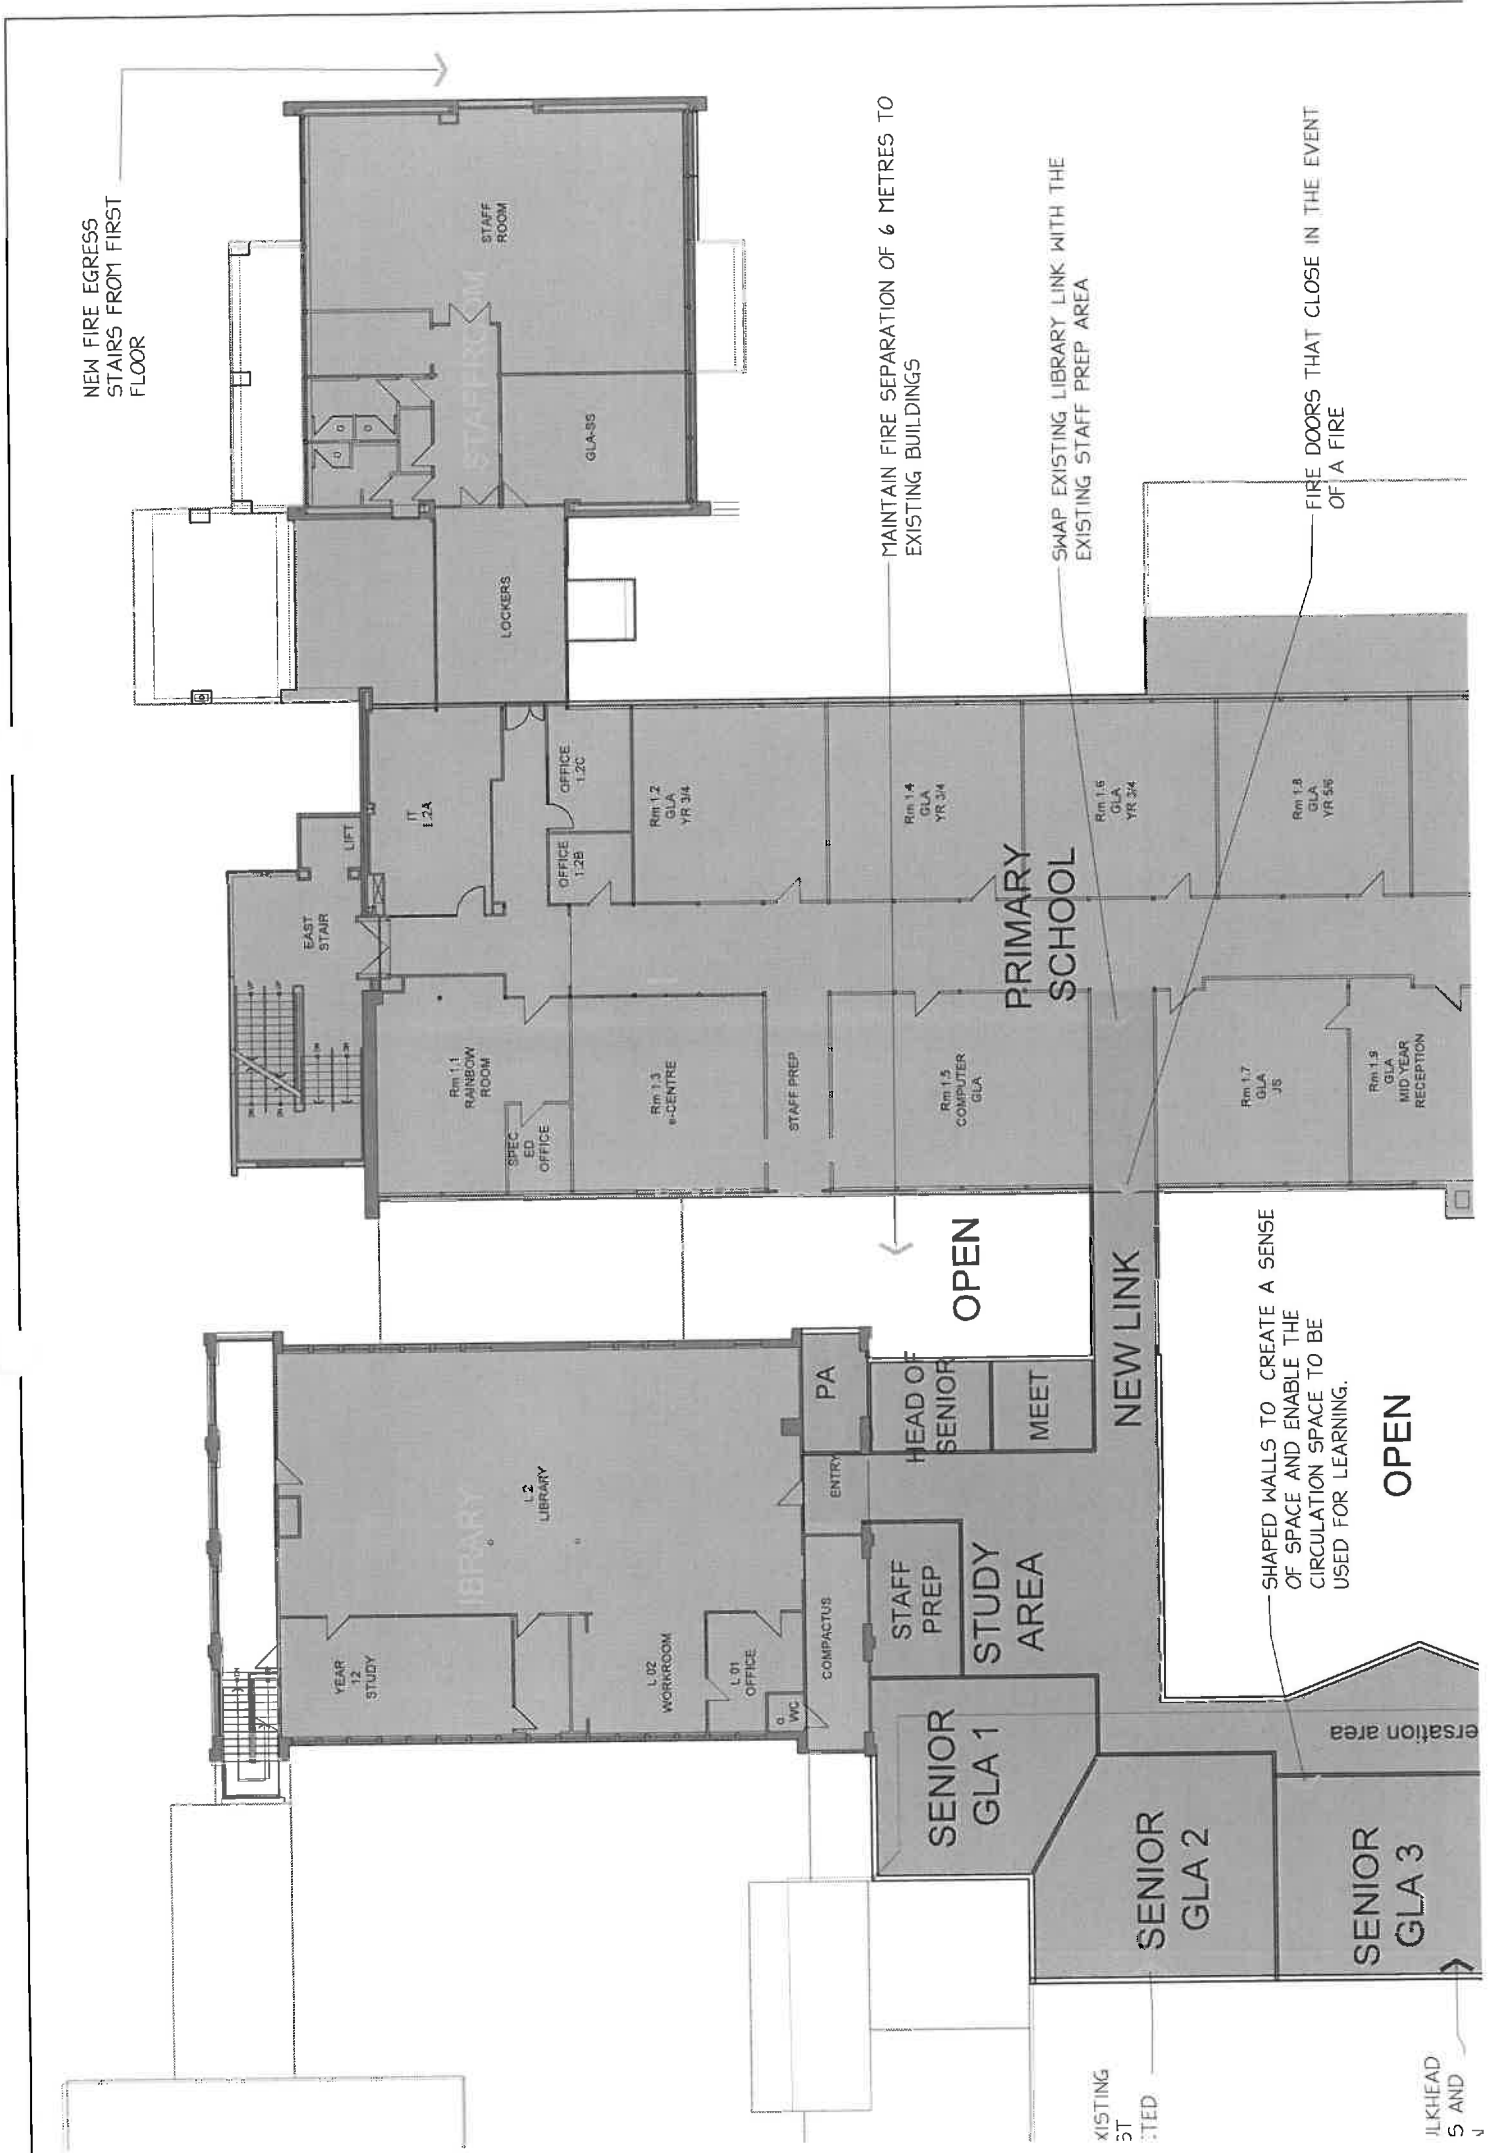 NEW FIRE EGRESS
STAIRS FROM FIRST
FLOOR
STAFF
ROOM
STAFFROOM
GLA-SS
LOCKERS
MAINTAIN FIRE SEPARATION OF 6 METRES TO
EXISTING BUILDINGS
SWAP EXISTING LIBRARY LINK WITH THE
EXISTING STAFF PREP AREA
FIRE DOORS THAT CLOSE IN THE EVENT
OF A FIRE
LIFT
EAST
STAIR
IT
1.2A
OFFICE
1:2C
OFFICE
1:2B
Rm 1.2
GLA
YR 3/4
Rm 1.4
GLA
YR 3/4
Rm 1.6
GLA
YR 3/4
Rm 1.8
GLA
YR 5/6
PRIMARY
SCHOOL
Rm 1.1
RAINBOW
ROOM
SPEC
ED
OFFICE
Rm 1.3
e-CENTRE
STAFF PREP
Rm 1.5
COMPUTER
GLA
Rm 1.7
GLA
JS
Rm 1.9
GLA
MID YEAR
RECEPTION
OPEN
NEW LINK
PA
HEAD OF
SENIOR
MEET
ENTRY
L 2
LIBRARY
LIBRARY
YEAR
12
STUDY
L 02
WORKROOM
L 01
OFFICE
WC
COMPACTUS
STAFF
PREP
STUDY
AREA
SHAPED WALLS TO CREATE A SENSE
OF SPACE AND ENABLE THE
CIRCULATION SPACE TO BE
USED FOR LEARNING.
OPEN
ersation area
SENIOR
GLA 1
SENIOR
GLA 2
SENIOR
GLA 3
XISTING
ST
TED
JLKHEAD
S AND